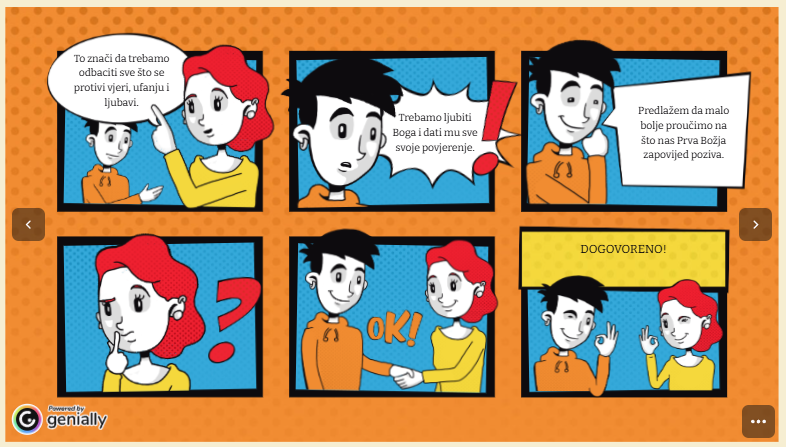 To znači da trebamo
odbaciti sve što se
protivi vjeri, ufanju i
ljubavi.
Trebamo ljubiti
Boga i dati mu sve
svoje povjerenje.
!
Predlažem da malo
bolje proučimo na
što nas Prva Božja
zapovijed poziva.
?
OK!
DOGOVORENO!
Powered by
genially